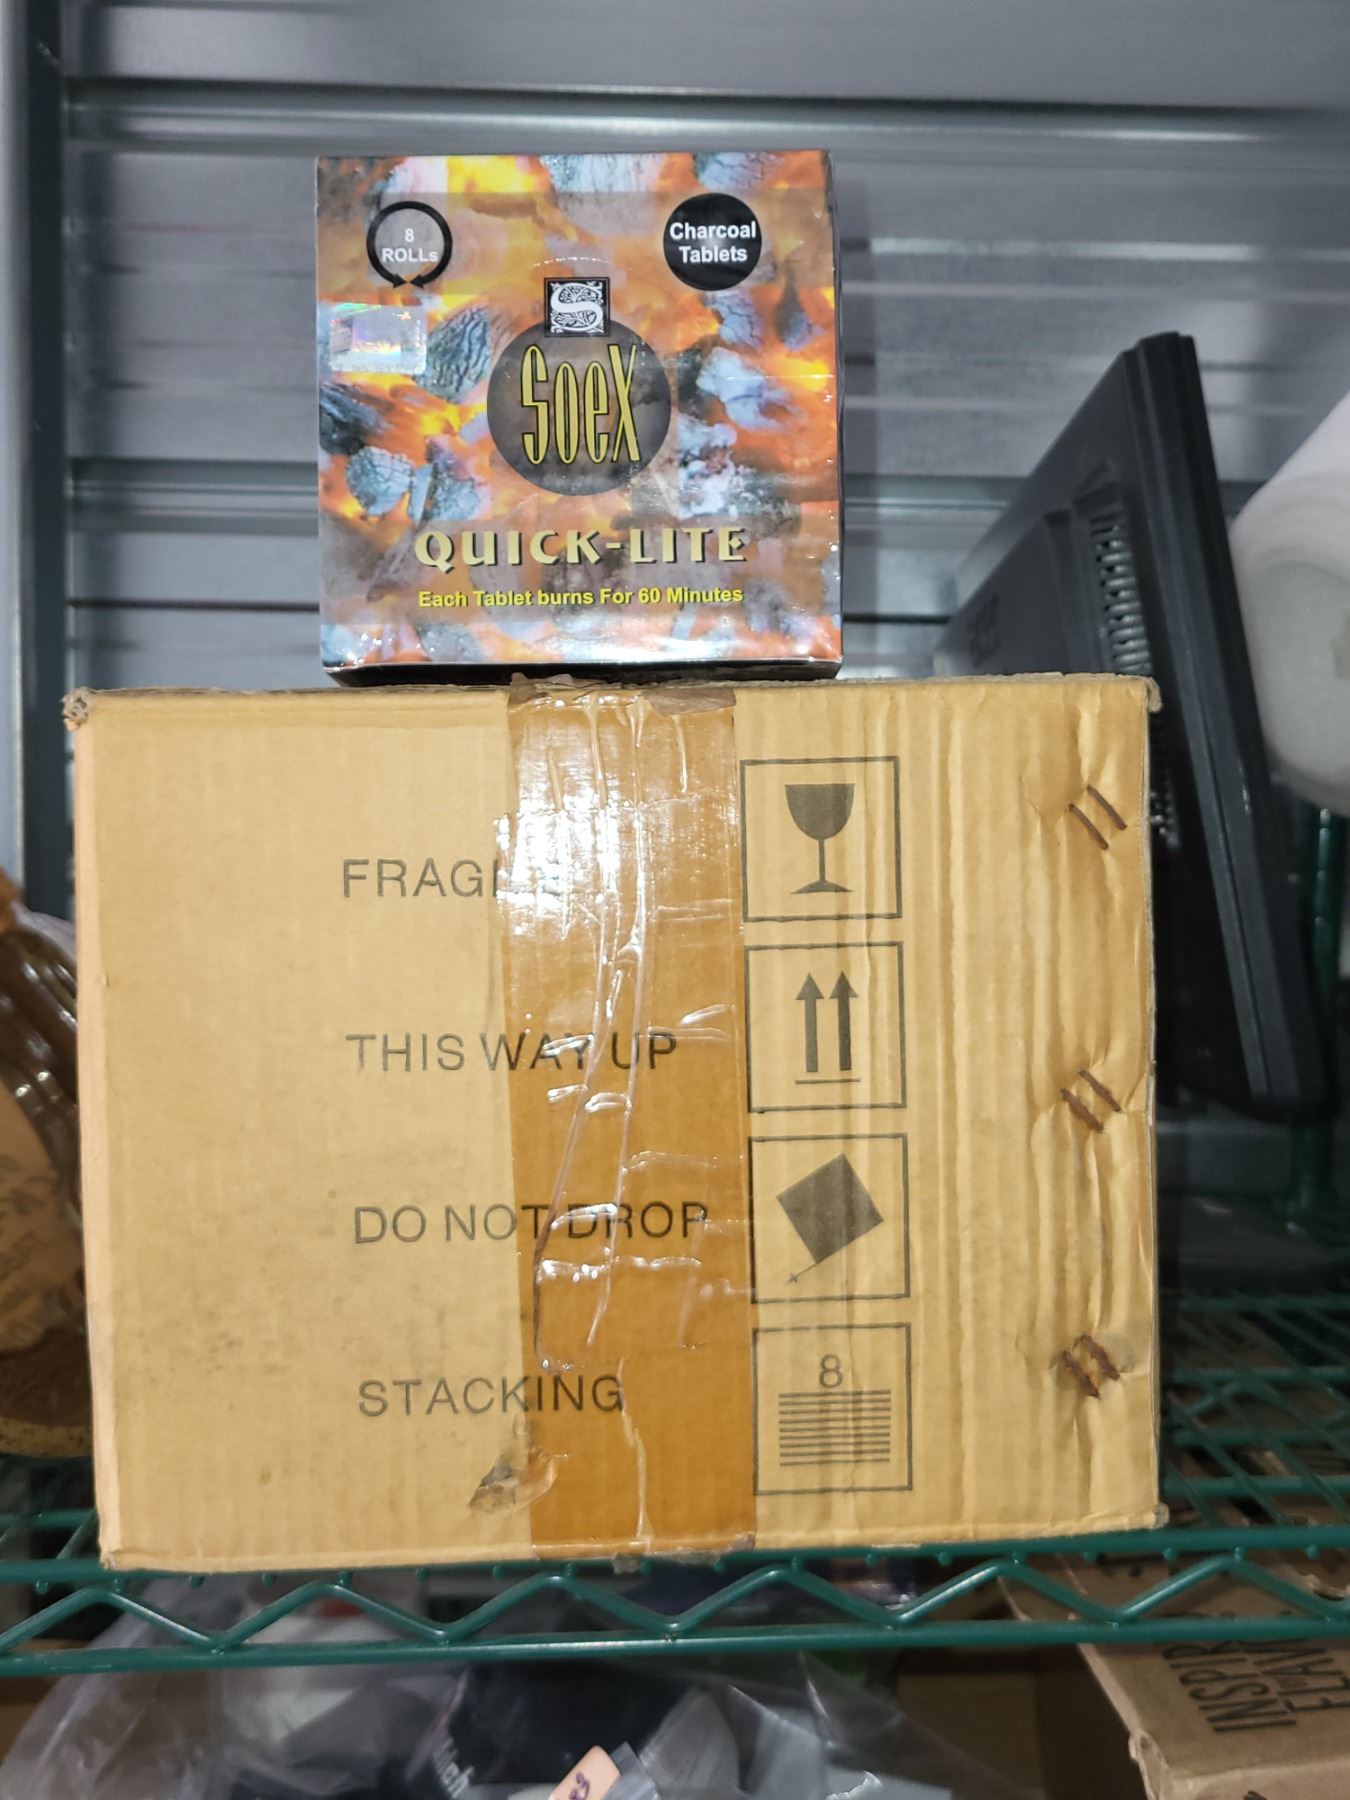 8
ROLLs
Charcoal
Tablets
S
Soex
QUICK-LITE
Each Tablet burns For 60 Minutes
THIS WAY UP
DO NOT DROP
STACKING
8
INSPIR